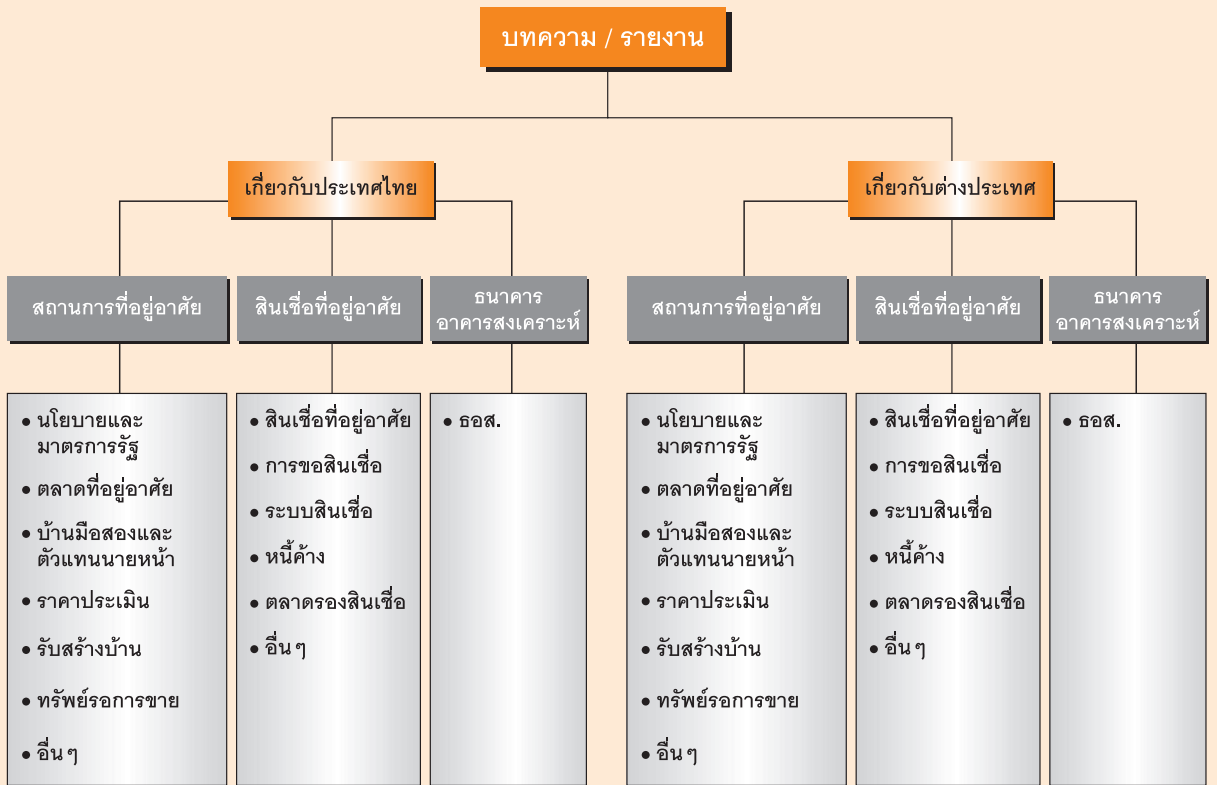 บทความ / รายงาน
เกี่ยวกับประเทศไทย
เกี่ยวกับต่างประเทศ
สถานการที่อยู่อาศัย
สินเชื่อที่อยู่อาศัย
ธนาคาร
อาคารสงเคราะห์
สถานการที่อยู่อาศัย
สินเชื่อที่อยู่อาศัย
ธนาคาร
อาคารสงเคราะห์
• นโยบายและ
มาตรการรัฐ
• ตลาดที่อยู่อาศัย
• บ้านมือสองและ
ตัวแทนนายหน้า
• ราคาประเมิน
• รับสร้างบ้าน
• ทรัพย์รอการขาย
• อื่น ๆ
• สินเชื่อที่อยู่อาศัย
• การขอสินเชื่อ
• ระบบสินเชื่อ
• หนี้ค้าง
• ตลาดรองสินเชื่อ
• อื่น ๆ
• ธอส.
• นโยบายและ
มาตรการรัฐ
• ตลาดที่อยู่อาศัย
• บ้านมือสองและ
ตัวแทนนายหน้า
• ราคาประเมิน
• รับสร้างบ้าน
• ทรัพย์รอการขาย
• อื่น ๆ
• สินเชื่อที่อยู่อาศัย
• การขอสินเชื่อ
• ระบบสินเชื่อ
• หนี้ค้าง
• ตลาดรองสินเชื่อ
• อื่น ๆ
• ธอส.